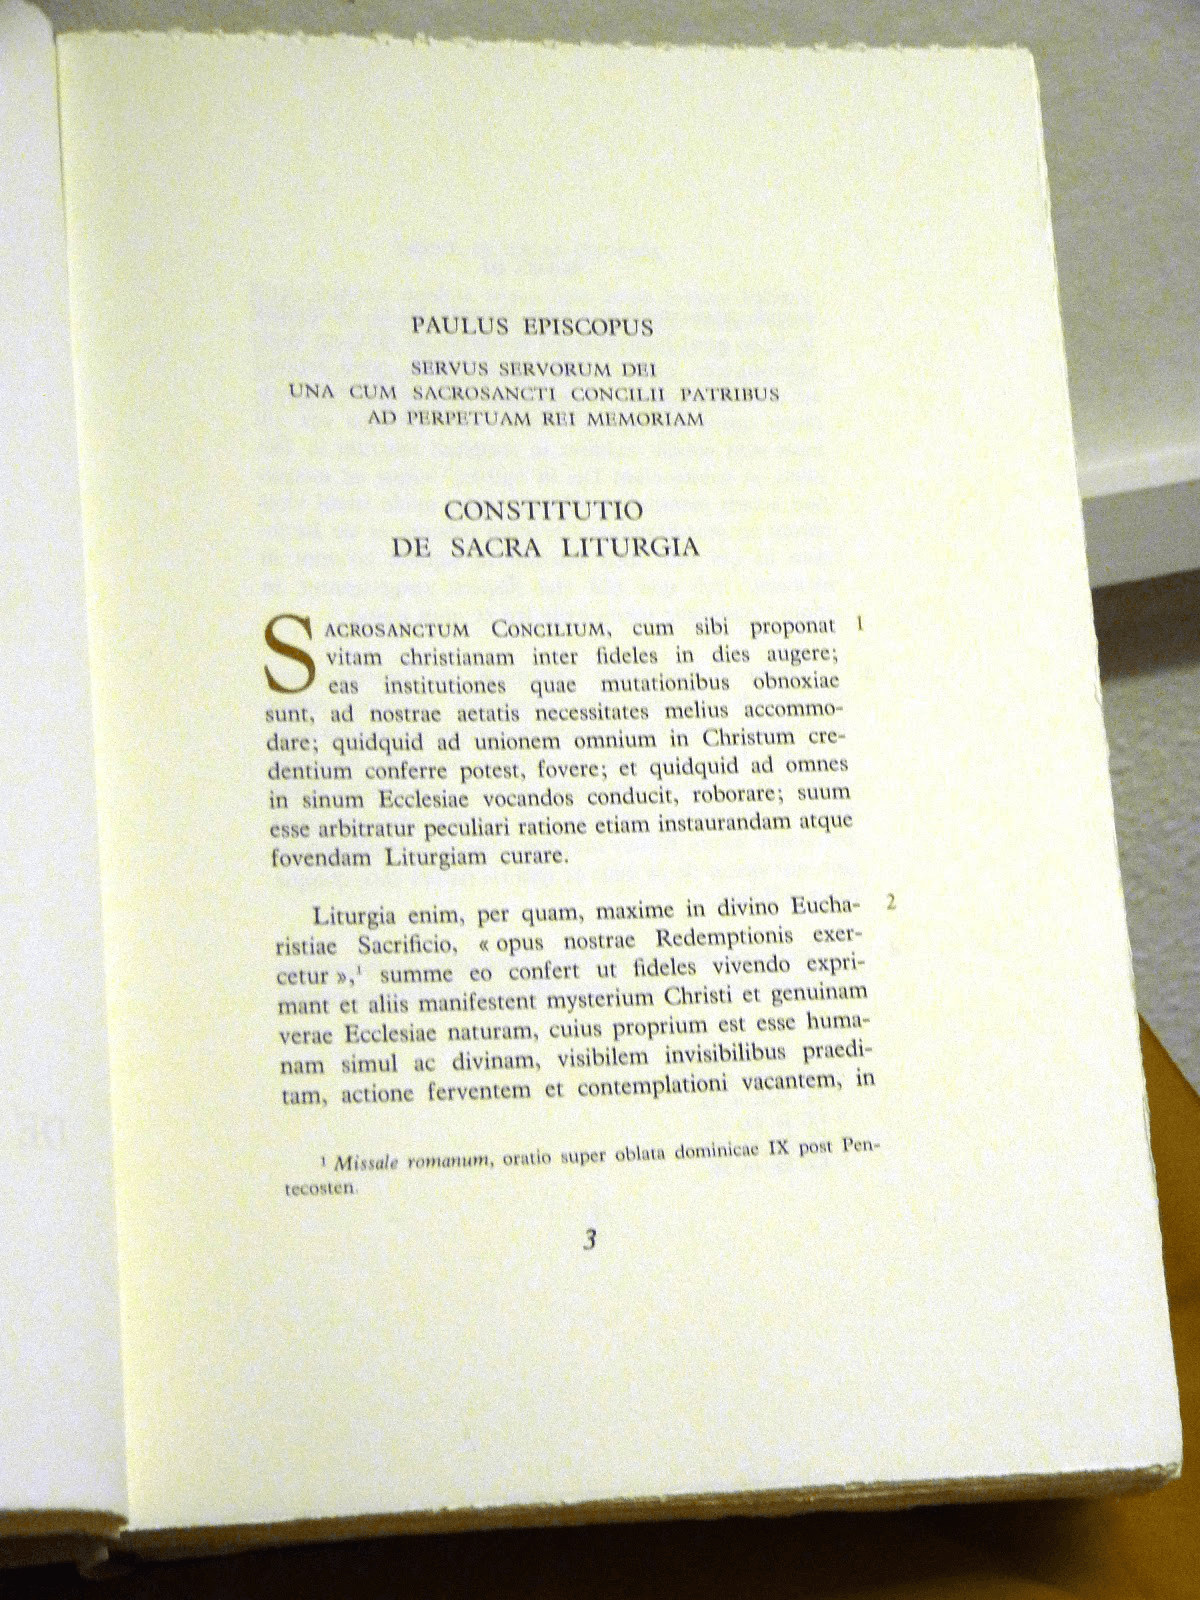 PAULUS EPISCOPUS
SERVUS SERVORUM DEI
UNA CUM SACROSANCTI CONCILII PATRIBUS
AD PERPETUAM REI MEMORIAM
CONSTITUTIO
DE SACRA LITURGIA
SACROSANCTUM CONCILIUM, cum sibi proponat 1
vitam christianam inter fideles in dies augere;
eas institutiones quae mutationibus obnoxiae
sunt, ad nostrae aetatis necessitates melius accommo-
dare; quidquid ad unionem omnium in Christum cre-
dentium conferre potest, fovere; et quidquid ad omnes
in sinum Ecclesiae vocandos conducit, roborare; suum
esse arbitratur peculiari ratione etiam instaurandam atque
fovendam Liturgiam curare.
Liturgia enim, per quam, maxime in divino Eucha- 2
ristiae Sacrificio, « opus nostrae Redemptionis exer-
cetur »,¹ summe eo confert ut fideles vivendo expri-
mant et aliis manifestent mysterium Christi et genuinam
verae Ecclesiae naturam, cuius proprium est esse huma-
nam simul ac divinam, visibilem invisibilibus praedi-
tam, actione ferventem et contemplationi vacantem, in
¹ Missale romanum, oratio super oblata dominicae IX post Pen-
tecosten.
3